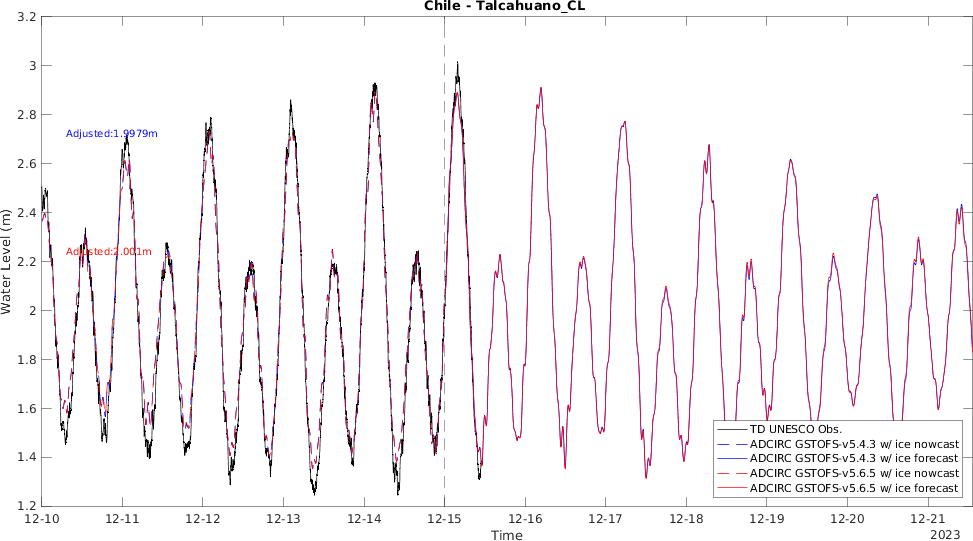 Chile - Talcahuano_CL
3.2
3
2.8
2.6
2.4
2.2
2
1.8
1.6
1.4
1.2
Water Level (m)
Adjusted:1.9979m
Adjusted:2.001m
TD UNESCO Obs.
ADCIRC GSTOFS-v5.4.3 w/ ice nowcast
ADCIRC GSTOFS-v5.4.3 w/ ice forecast
ADCIRC GSTOFS-v5.6.5 w/ ice nowcast
ADCIRC GSTOFS-v5.6.5 w/ ice forecast
12-10 12-11 12-12 12-13 12-14 12-15 12-16 12-17 12-18 12-19 12-20 12-21
Time
2023